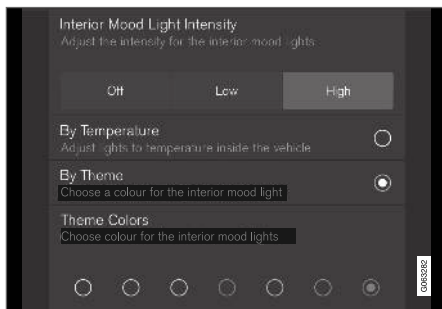 Interior Mood Light Intensity
Adjust the intensity for the interior mood lights
Off Low High
By Temperature
Adjust lights to temperature inside the vehicle
By Theme
Choose a colour for the interior mood light
Theme Colors
Choose colour for the interior mood lights
G063282